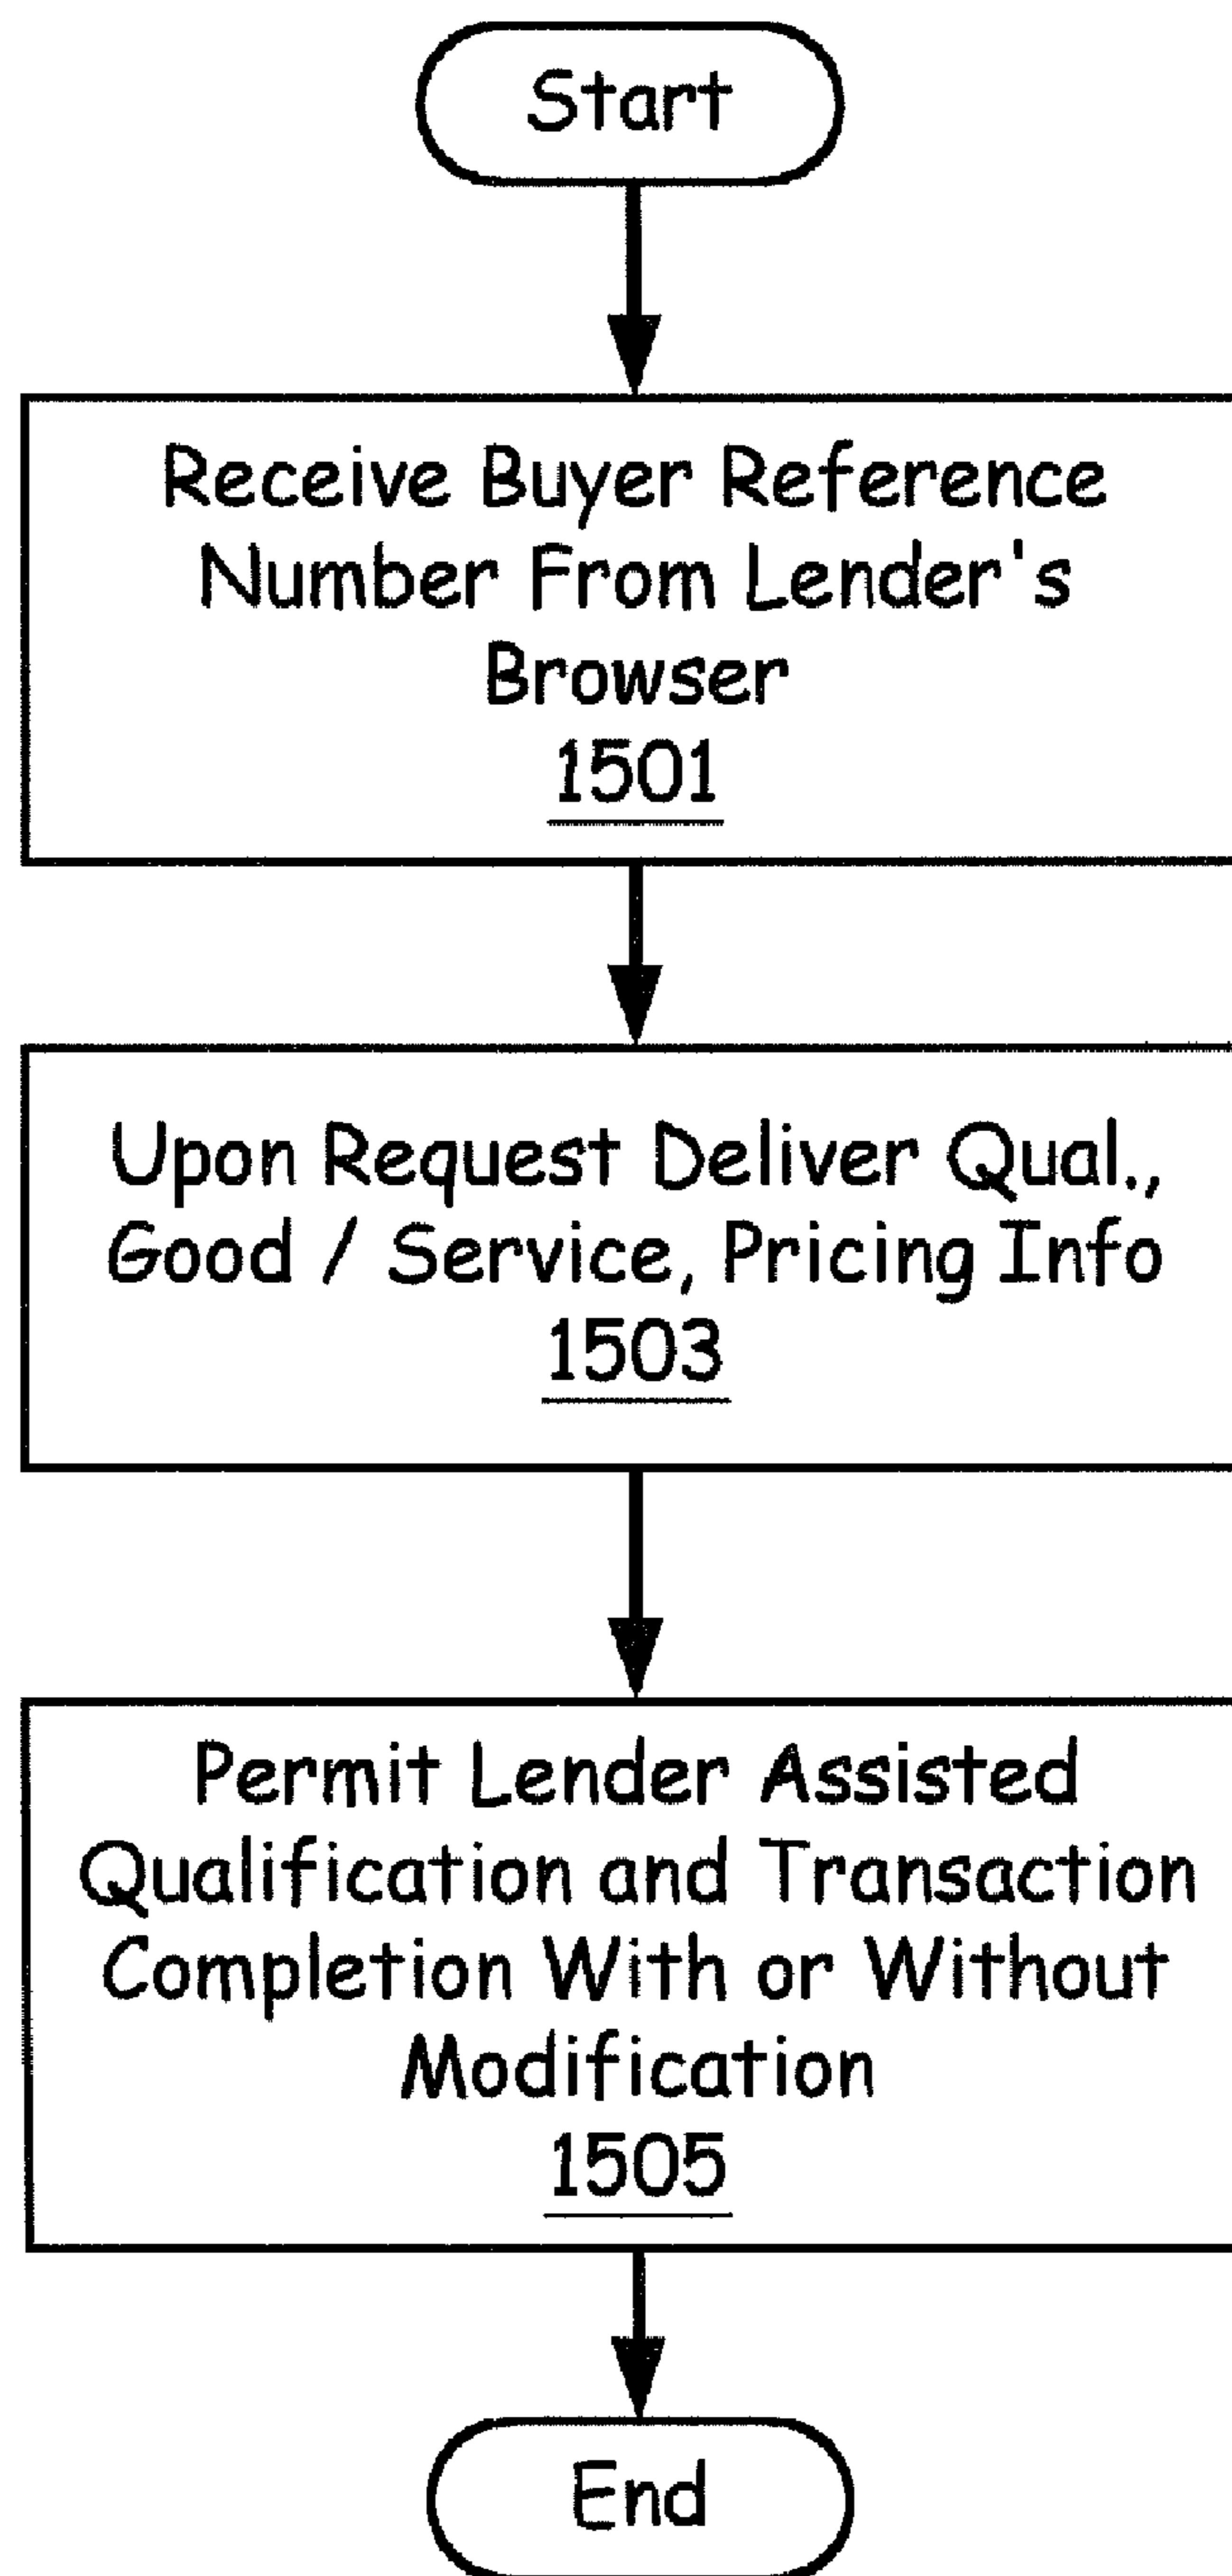 Start
Receive Buyer Reference
Number From Lender's
Browser
1501
Upon Request Deliver Qual.,
Good / Service, Pricing Info
1503
Permit Lender Assisted
Qualification and Transaction
Completion With or Without
Modification
1505
End